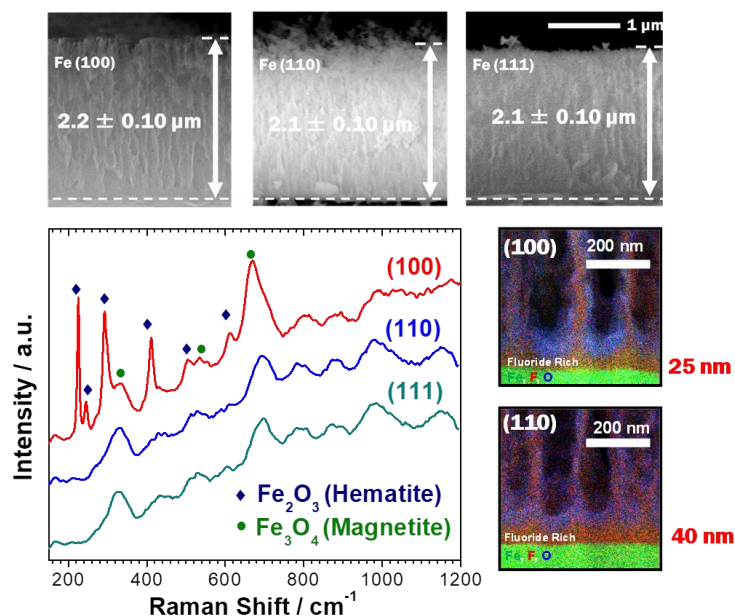 Fe (100)
2.2 ± 0.10 µm
Fe (110)
2.1 ± 0.10 µm
1 µm
Fe (111)
2.1 ± 0.10 µm
Intensity / a.u.
(100)
(110)
(111)
Fe2O3 (Hematite)
Fe3O4 (Magnetite)
200 400 600 800 1000 1200
Raman Shift / cm-1
(100)
200 nm
Fluoride Rich
Fe, F, O
25 nm
(110)
200 nm
Fluoride Rich
Fe, F, O
40 nm